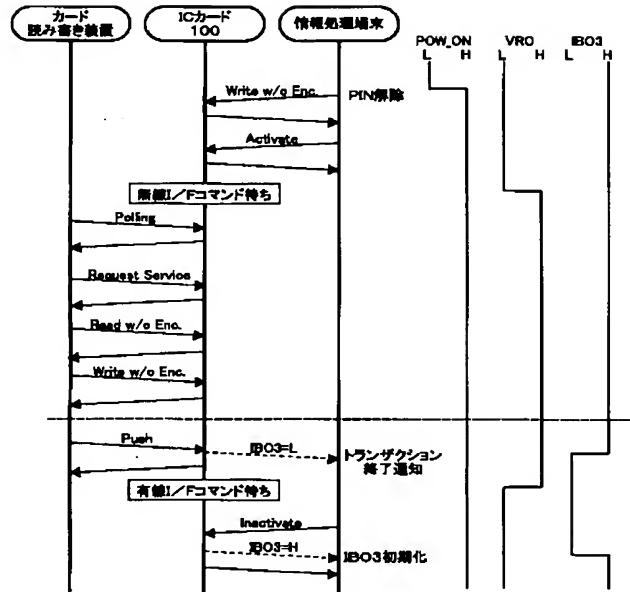 カード
読み書き装置
ICカード
100
情報処理端末
POW_ON
L H
VRO
L H
IBO3
L H
Write w/o Enc.
PIN解除
Activate
無線I/Fコマンド待ち
Polling
Request Service
Read w/o Enc.
Write w/o Enc.
Push
IBO3=L
トランザクション
終了通知
有線I/Fコマンド待ち
Inactivate
IBO3=H
IBO3初期化